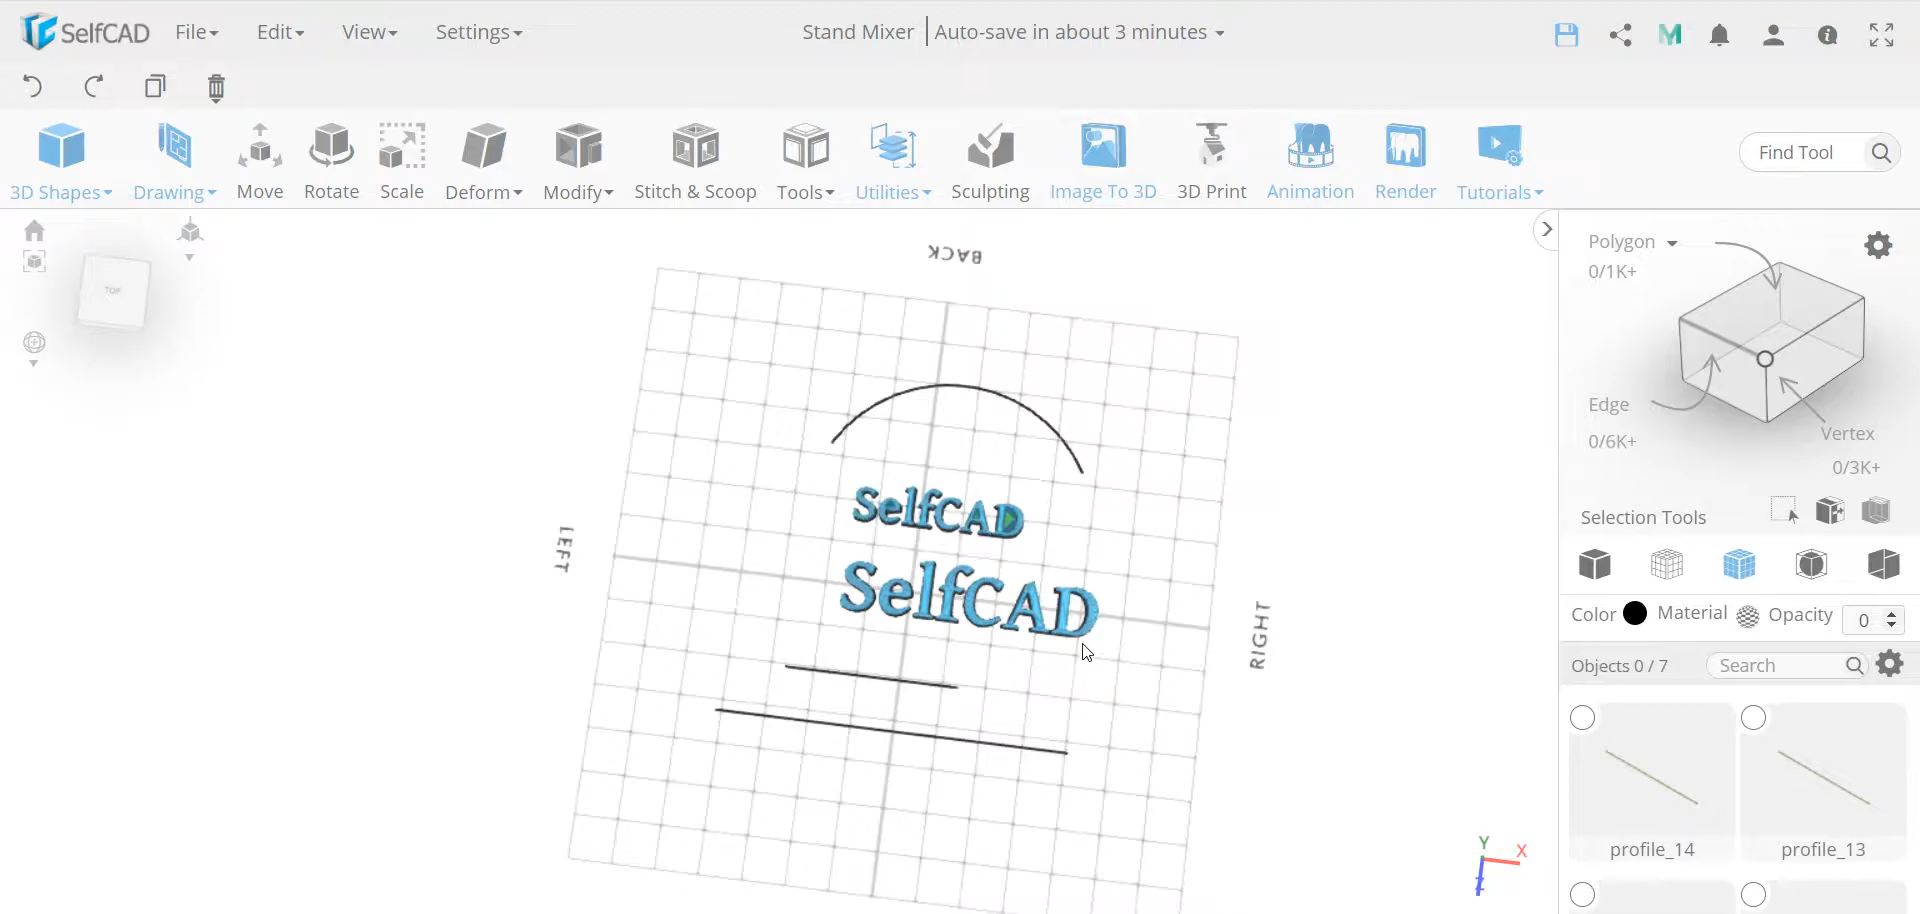 SelfCAD File Edit View Settings Stand Mixer Auto-save in about 3 minutes
3D Shapes Drawing Move Rotate Scale Deform Modify Stitch & Scoop Tools Utilities Sculpting Image To 3D 3D Print Animation Render Tutorials Find Tool
TOP
BACK
LEFT
RIGHT
SelfCAD
SelfCAD
Y
X
Z
Polygon
0/1K+
Edge
0/6K+
Vertex
0/3K+
Selection Tools
Color Material Opacity 0
Objects 0 / 7 Search
profile_14 profile_13